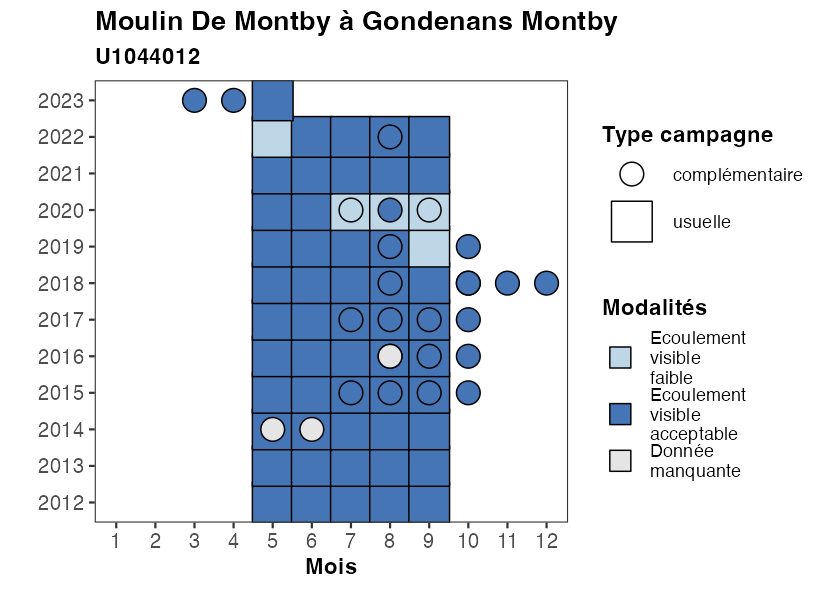 Moulin De Montby à Gondenans Montby
U1044012
2023
2022
2021
2020
2019
2018
2017
2016
2015
2014
2013
2012
1 2 3 4 5 6 7 8 9 10 11 12
Mois
Type campagne
complémentaire
usuelle
Modalités
Ecoulement
visible
faible
Ecoulement
visible
acceptable
Donnée
manquante